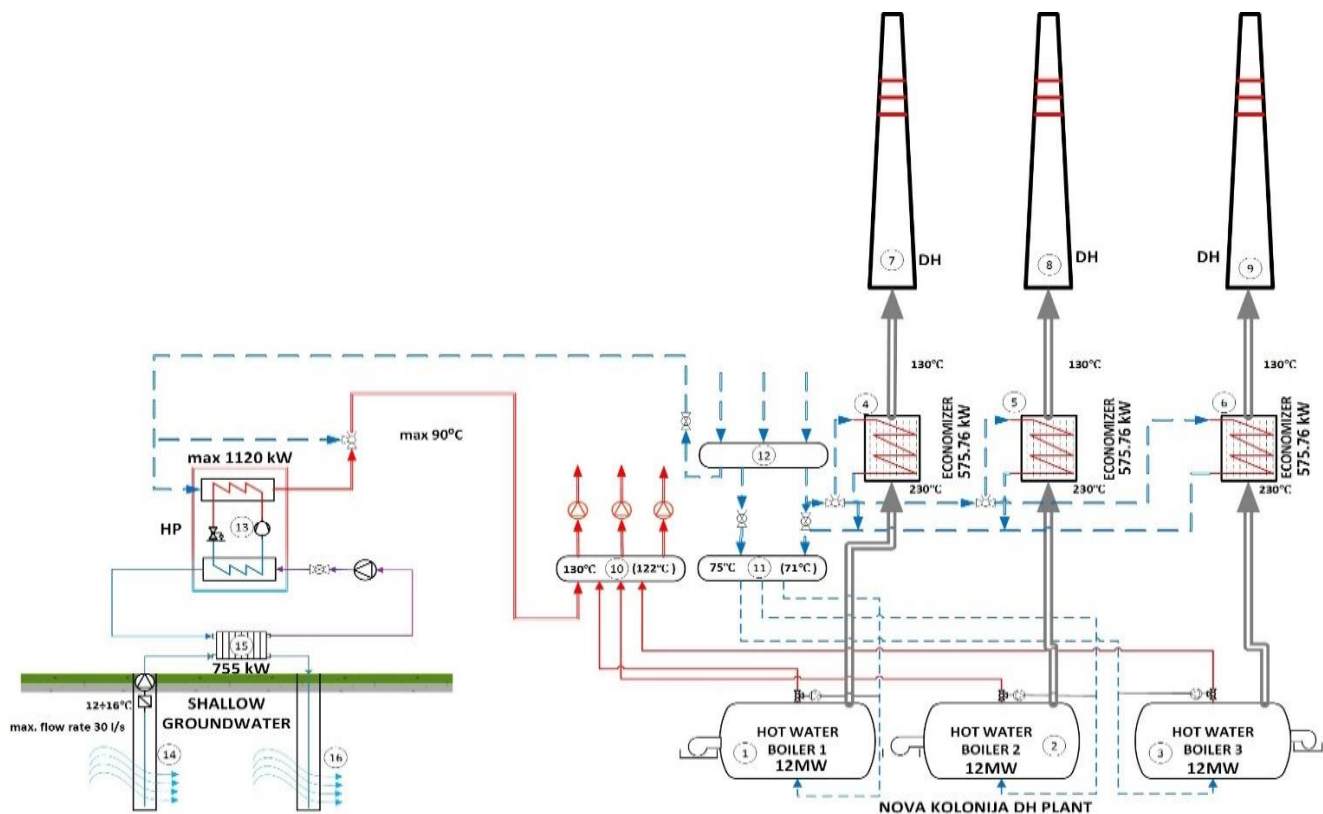 7
DH
8
DH
9
DH
130°C
130°C
130°C
4
5
6
ECONOMIZER
575.76 kW
ECONOMIZER
575.76 kW
ECONOMIZER
575.76 kW
max 90°C
12
max 1120 kW
230°C
230°C
230°C
HP
13
130°C
10
(122°C)
75°C
11
(71°C)
15
755 kW
12÷16°C
SHALLOW
GROUNDWATER
max. flow rate 30 l/s
14
16
HOT WATER
BOILER 1
12MW
1
HOT WATER
BOILER 2
12MW
2
HOT WATER
BOILER 3
12MW
3
NOVA KOLONIJA DH PLANT